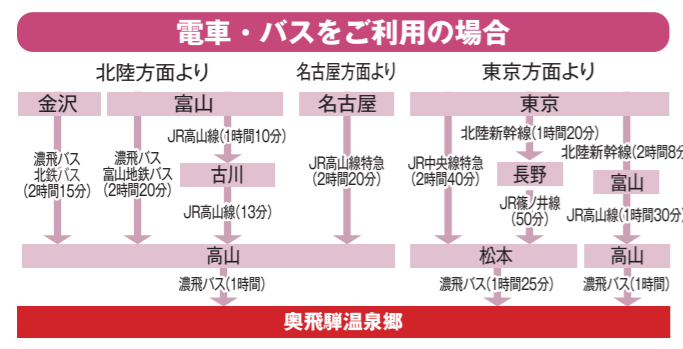 電車・バスをご利用の場合
北陸方面より
名古屋方面より
東京方面より
金沢
富山
名古屋
東京
JR高山線(1時間10分)
北陸新幹線(1時間20分)
北陸新幹線(2時間8分
濃飛バス
北鉄バス
(2時間15分)
濃飛バス
富山地鉄バス
(2時間20分)
古川
JR高山線特急
(2時間20分)
JR中央線特急
(2時間40分)
長野
富山
JR高山線(13分)
JR篠ノ井線
(50分)
JR高山線(1時間30分)
高山
松本
高山
濃飛バス(1時間)
濃飛バス(1時間25分)
濃飛バス(1時間)
奥飛騨温泉郷